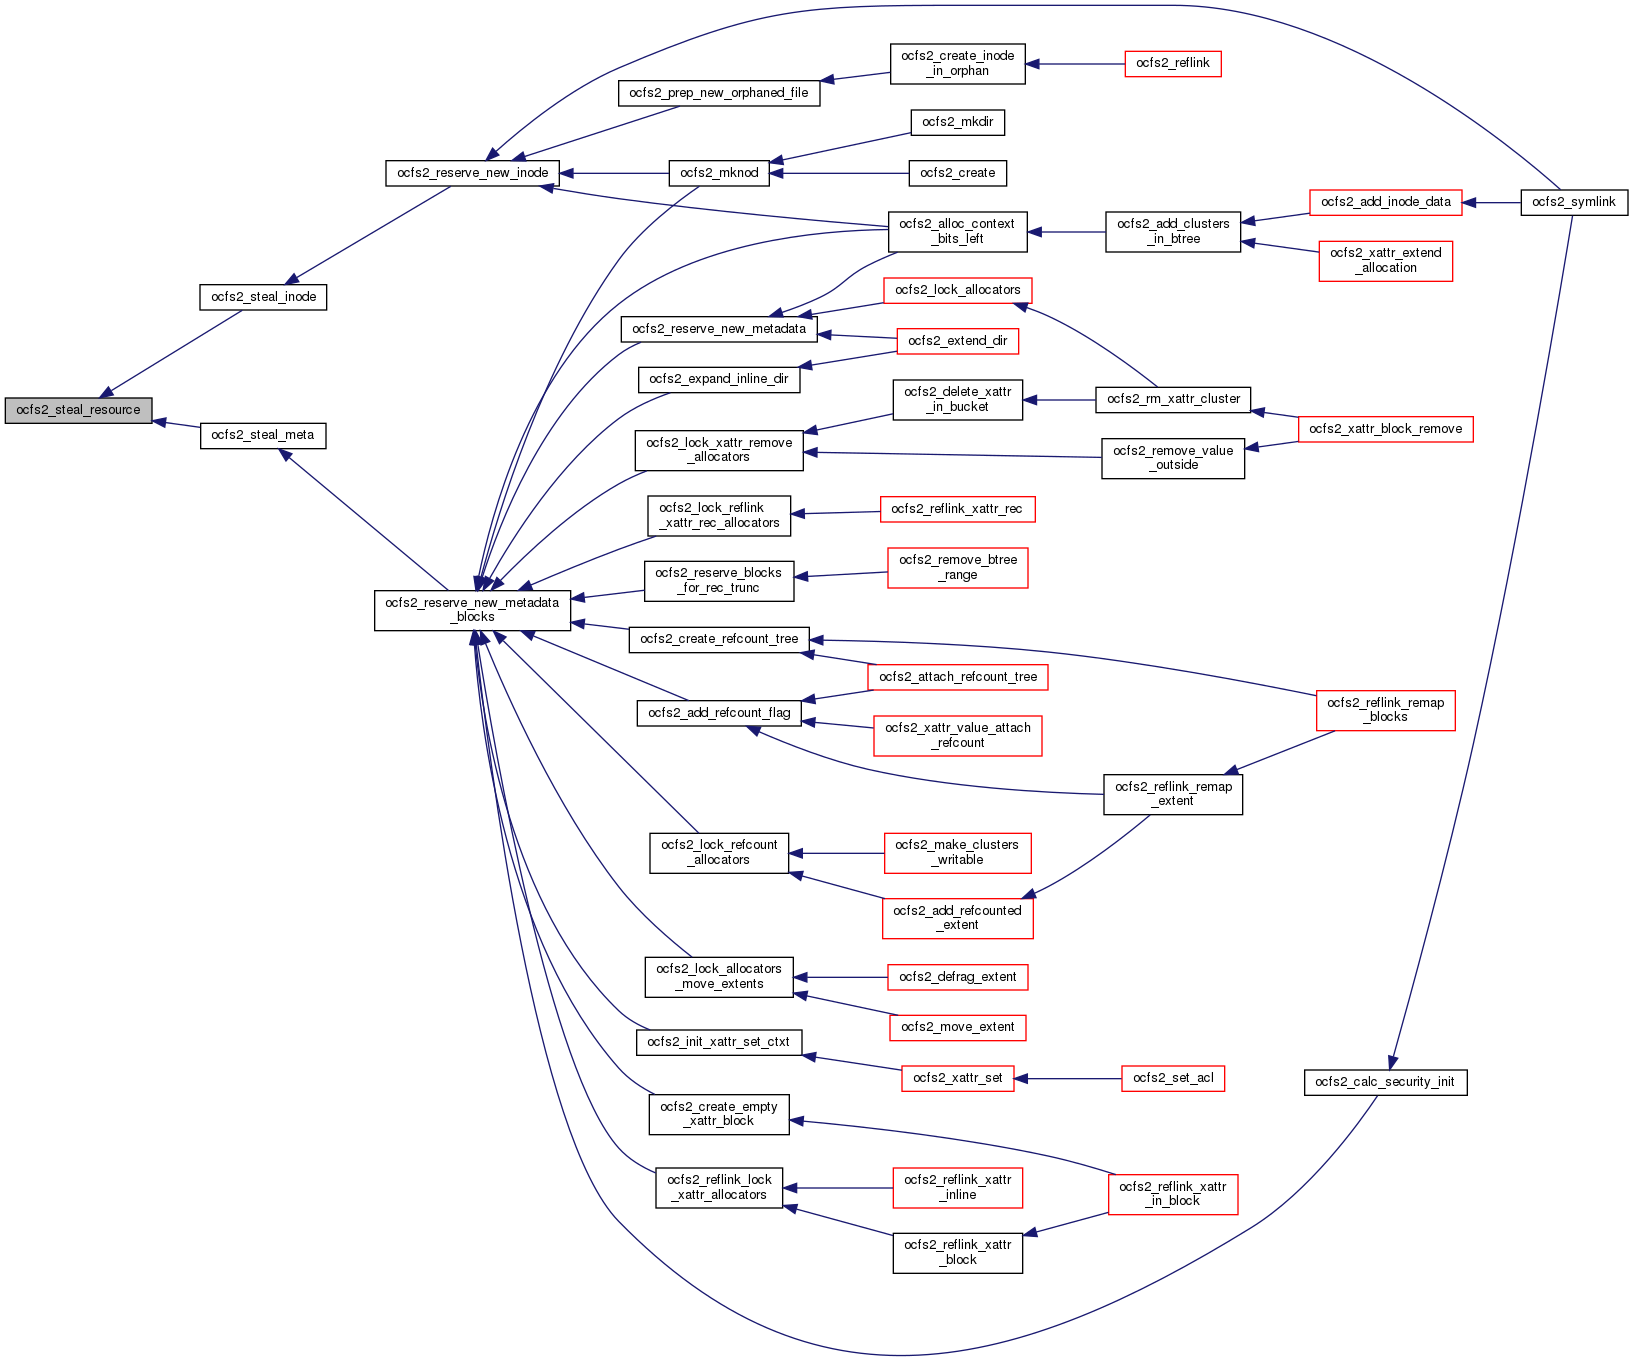 ocfs2_steal_resource
ocfs2_steal_inode
ocfs2_steal_meta
ocfs2_reserve_new_inode
ocfs2_reserve_new_metadata
_blocks
ocfs2_prep_new_orphaned_file
ocfs2_mknod
ocfs2_reserve_new_metadata
ocfs2_expand_inline_dir
ocfs2_lock_xattr_remove
_allocators
ocfs2_lock_reflink
_xattr_rec_allocators
ocfs2_reserve_blocks
_for_rec_trunc
ocfs2_create_refcount_tree
ocfs2_add_refcount_flag
ocfs2_lock_refcount
_allocators
ocfs2_lock_allocators
_move_extents
ocfs2_init_xattr_set_ctxt
ocfs2_create_empty
_xattr_block
ocfs2_reflink_lock
_xattr_allocators
ocfs2_create_inode
_in_orphan
ocfs2_mkdir
ocfs2_create
ocfs2_alloc_context
_bits_left
ocfs2_lock_allocators
ocfs2_extend_dir
ocfs2_delete_xattr
_in_bucket
ocfs2_reflink_xattr_rec
ocfs2_remove_btree
_range
ocfs2_attach_refcount_tree
ocfs2_xattr_value_attach
_refcount
ocfs2_make_clusters
_writable
ocfs2_add_refcounted
_extent
ocfs2_defrag_extent
ocfs2_move_extent
ocfs2_xattr_set
ocfs2_reflink_xattr
_inline
ocfs2_reflink_xattr
_block
ocfs2_reflink
ocfs2_add_clusters
_in_btree
ocfs2_rm_xattr_cluster
ocfs2_remove_value
_outside
ocfs2_reflink_remap
_extent
ocfs2_set_acl
ocfs2_reflink_xattr
_in_block
ocfs2_add_inode_data
ocfs2_xattr_extend
_allocation
ocfs2_xattr_block_remove
ocfs2_reflink_remap
_blocks
ocfs2_calc_security_init
ocfs2_symlink